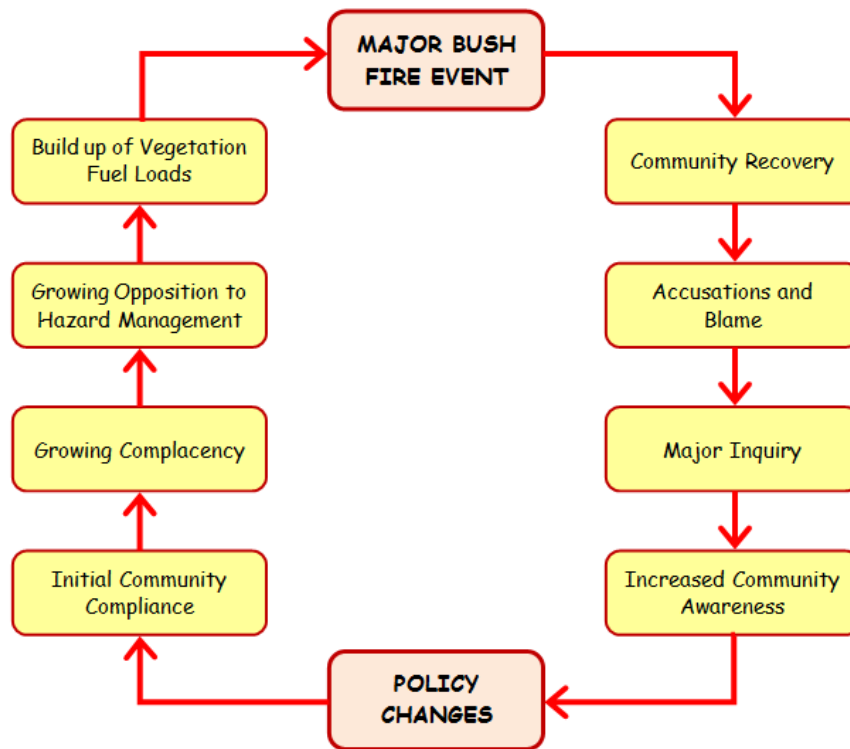 MAJOR BUSH
FIRE EVENT
Community Recovery
Accusations and
Blame
Major Inquiry
Increased Community
Awareness
POLICY
CHANGES
Initial Community
Compliance
Growing Complacency
Growing Opposition to
Hazard Management
Build up of Vegetation
Fuel Loads